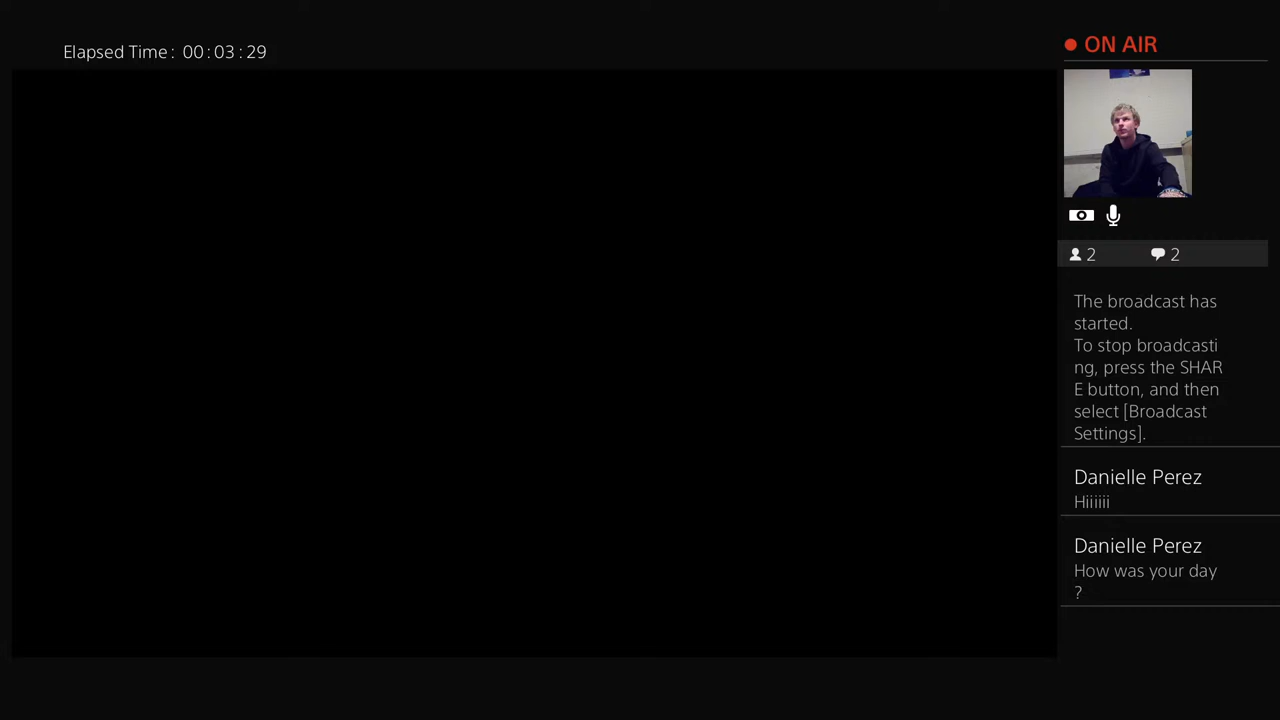 Elapsed Time: 00:03:29
ON AIR
2 2
The broadcast has
started.
To stop broadcasti
ng, press the SHAR
E button, and then
select [Broadcast
Settings].
Danielle Perez
Hiiiiii
Danielle Perez
How was your day
?